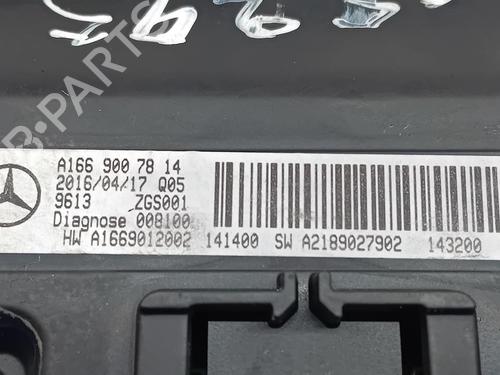 A166 900 78 14
2016/04/17 Q05
9613 ZGS001
Diagnose 008100
HW A1669012002 141400 SW A2189027902 143200
B-PARTS